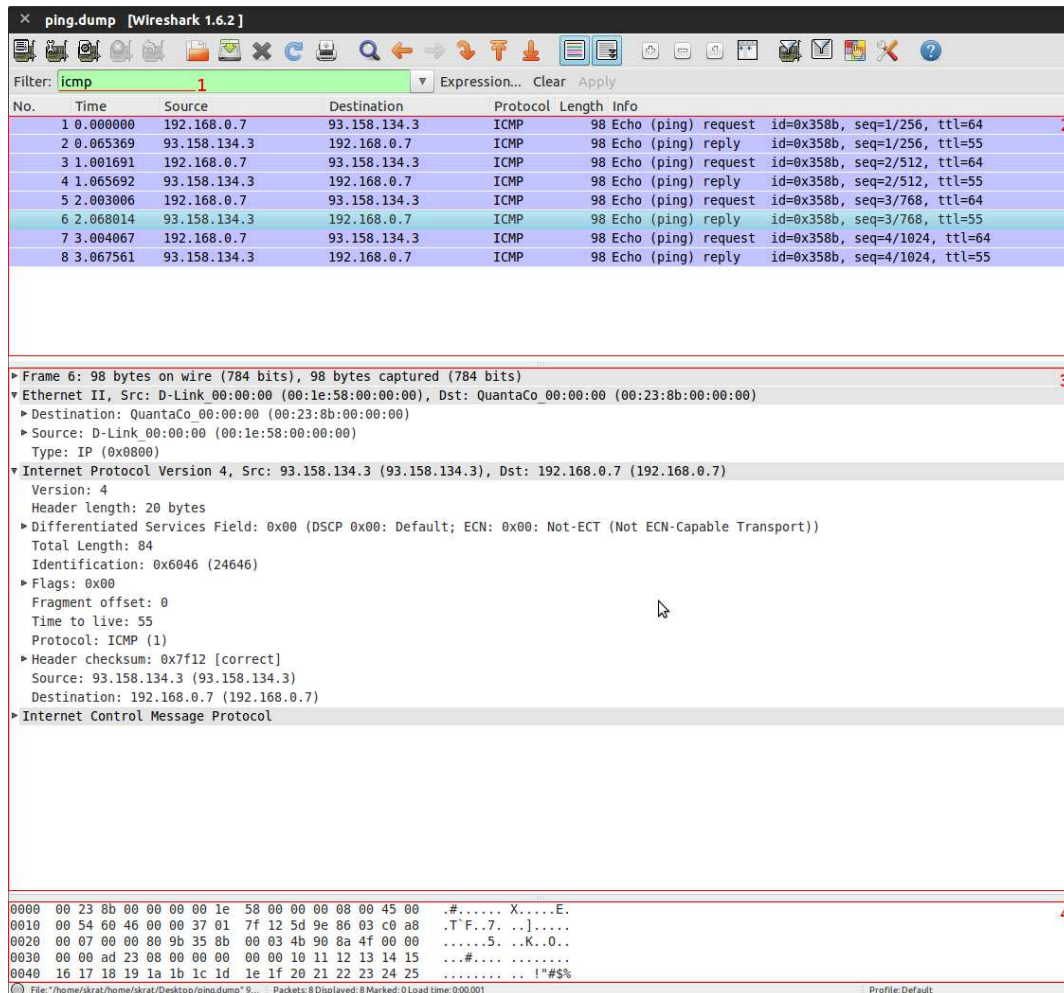 ping.dump [Wireshark 1.6.2 ]
Filter: icmp 1 Expression... Clear Apply
No. Time Source Destination Protocol Length Info
1 0.000000 192.168.0.7 93.158.134.3 ICMP 98 Echo (ping) request id=0x358b, seq=1/256, ttl=64
2 0.065369 93.158.134.3 192.168.0.7 ICMP 98 Echo (ping) reply id=0x358b, seq=1/256, ttl=55
3 1.001691 192.168.0.7 93.158.134.3 ICMP 98 Echo (ping) request id=0x358b, seq=2/512, ttl=64
4 1.065692 93.158.134.3 192.168.0.7 ICMP 98 Echo (ping) reply id=0x358b, seq=2/512, ttl=55
5 2.003006 192.168.0.7 93.158.134.3 ICMP 98 Echo (ping) request id=0x358b, seq=3/768, ttl=64
6 2.068014 93.158.134.3 192.168.0.7 ICMP 98 Echo (ping) reply id=0x358b, seq=3/768, ttl=55
7 3.004067 192.168.0.7 93.158.134.3 ICMP 98 Echo (ping) request id=0x358b, seq=4/1024, ttl=64
8 3.067561 93.158.134.3 192.168.0.7 ICMP 98 Echo (ping) reply id=0x358b, seq=4/1024, ttl=55
Frame 6: 98 bytes on wire (784 bits), 98 bytes captured (784 bits)
Ethernet II, Src: D-Link_00:00:00 (00:1e:58:00:00:00), Dst: QuantaCo_00:00:00 (00:23:8b:00:00:00)
Destination: QuantaCo_00:00:00 (00:23:8b:00:00:00)
Source: D-Link_00:00:00 (00:1e:58:00:00:00)
Type: IP (0x0800)
Internet Protocol Version 4, Src: 93.158.134.3 (93.158.134.3), Dst: 192.168.0.7 (192.168.0.7)
Version: 4
Header length: 20 bytes
Differentiated Services Field: 0x00 (DSCP 0x00: Default; ECN: 0x00: Not-ECT (Not ECN-Capable Transport))
Total Length: 84
Identification: 0x6046 (24646)
Flags: 0x00
Fragment offset: 0
Time to live: 55
Protocol: ICMP (1)
Header checksum: 0x7f12 [correct]
Source: 93.158.134.3 (93.158.134.3)
Destination: 192.168.0.7 (192.168.0.7)
Internet Control Message Protocol
0000 00 23 8b 00 00 00 00 1e 58 00 00 00 08 00 45 00 .#...... X.....E.
0010 00 54 60 46 00 00 37 01 7f 12 5d 9e 86 03 c0 a8 .T`F..7. ..].....
0020 00 07 00 00 80 9b 35 8b 00 03 4b 90 8a 4f 00 00 ......5. ..K..O..
0030 00 00 ad 23 08 00 00 00 00 00 10 11 12 13 14 15 ...#.... ........
0040 16 17 18 19 1a 1b 1c 1d 1e 1f 20 21 22 23 24 25 ........ .. !"#$%
File: "/home/skrat/home/skrat/Desktop/ping.dump" 9... Packets: 8 Displayed: 8 Marked: 0 Load time: 0:00.001 Profile: Default